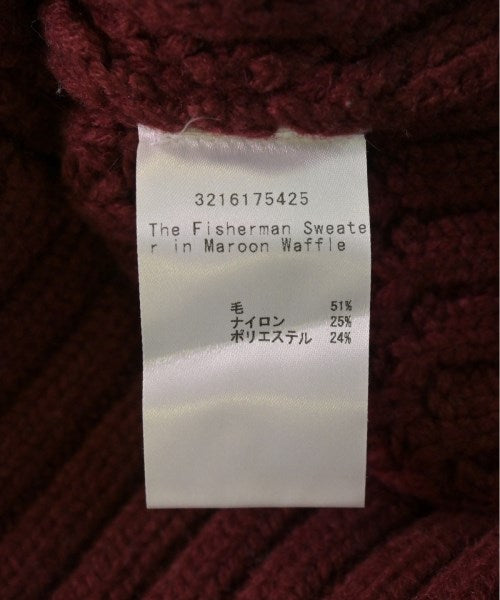 3216175425
The Fisherman Sweate
r in Maroon Waffle
毛 51%
ナイロン 25%
ポリエステル 24%